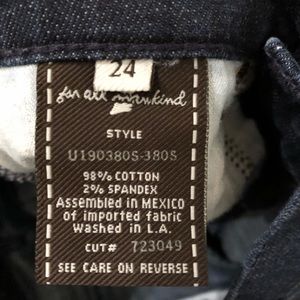 24
for all mankind
7
STYLE
U190380S-380S
98% COTTON
2% SPANDEX
Assembled in MEXICO
of imported fabric
Washed in L.A.
CUT# 723049
SEE CARE ON REVERSE